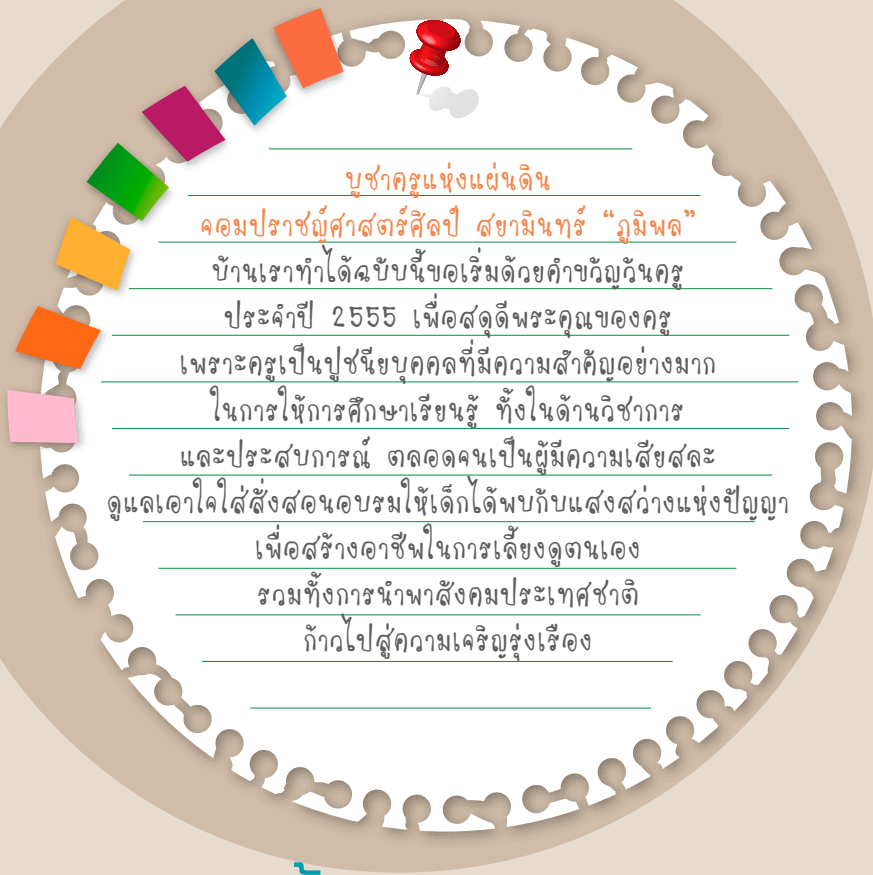 บูชาครูแห่งแผ่นดิน
จอมปราชญ์ศาสตร์ศิลป์ สยามินทร์ “ภูมิพล”
บ้านเราทำได้ฉบับนี้ขอเริ่มด้วยคำขวัญวันครู
ประจำปี 2555 เพื่อสดุดีพระคุณของครู
เพราะครูเป็นปูชนียบุคคลที่มีความสำคัญอย่างมาก
ในการให้การศึกษาเรียนรู้ ทั้งในด้านวิชาการ
และประสบการณ์ ตลอดจนเป็นผู้มีความเสียสละ
ดูแลเอาใจใส่สั่งสอนอบรมให้เด็กได้พบกับแสงสว่างแห่งปัญญา
เพื่อสร้างอาชีพในการเลี้ยงดูตนเอง
รวมทั้งการนำพาสังคมประเทศชาติ
ก้าวไปสู่ความเจริญรุ่งเรือง